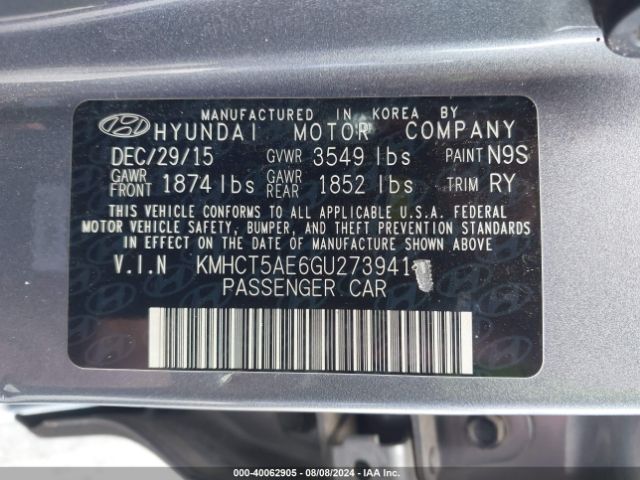 MANUFACTURED IN KOREA BY
HYUNDAI MOTOR COMPANY
DEC/29/15 GVWR 3549 lbs PAINT N9S
GAWR FRONT 1874 lbs GAWR REAR 1852 lbs TRIM RY
THIS VEHICLE CONFORMS TO ALL APPLICABLE U.S.A. FEDERAL
MOTOR VEHICLE SAFETY, BUMPER, AND THEFT PREVENTION STANDARDS
IN EFFECT ON THE DATE OF MANUFACTURE SHOWN ABOVE
V.I.N KMHCT5AE6GU273941
PASSENGER CAR
000-40062905 - 08/08/2024 - IAAI.COM